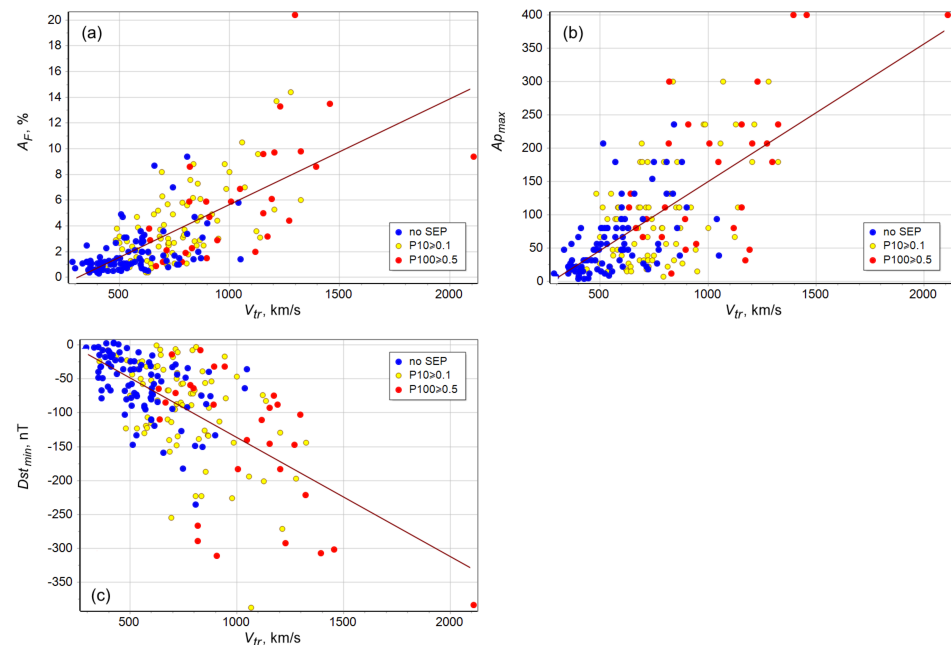 (a)
20
18
16
14
12
10
8
6
4
2
0
A_F, %
no SEP
P10>0.1
P100>0.5
500
1000
1500
2000
V_tr, km/s
(b)
400
350
300
250
200
150
100
50
0
Ap_max
no SEP
P10>0.1
P100>0.5
500
1000
1500
2000
V_tr, km/s
0
-50
-100
-150
-200
-250
-300
-350
Dst_min, nT
no SEP
P10>0.1
P100>0.5
(c)
500
1000
1500
2000
V_tr, km/s